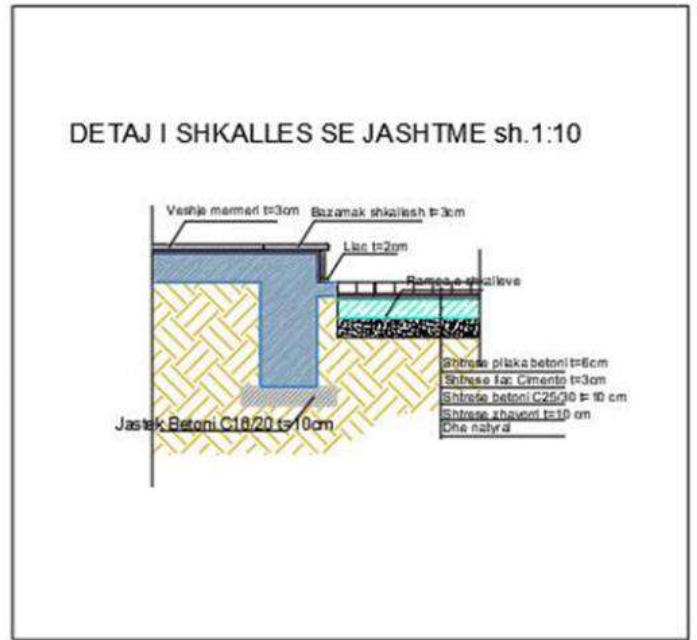 DETAJ I SHKALLES SE JASHTME sh.1:10
Veshje mermeri t=3cm
Bazamak shkallesh t=3cm
Llac t=2cm
Rampa e shkalleve
Shtrese pllaka betoni t=6cm
Shtrese llac Cimento t=3cm
Shtrese betoni C25/30 t= 10 cm
Shtrese zhavorri t=10 cm
Dhe natyral
Jastek Betoni C16/20 t=10cm